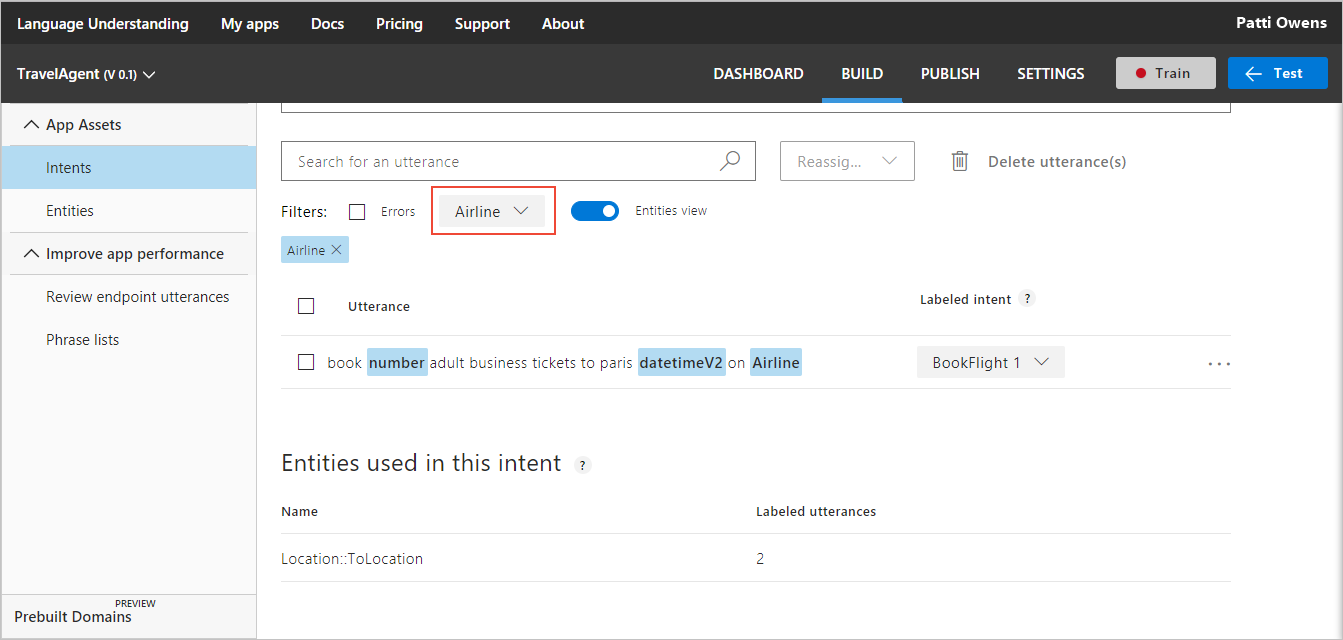 Language Understanding My apps Docs Pricing Support About Patti Owens
TravelAgent (V 0.1) DASHBOARD BUILD PUBLISH SETTINGS Train Test
App Assets
Intents
Entities
Improve app performance
Review endpoint utterances
Phrase lists
PREVIEW
Prebuilt Domains
Search for an utterance Reassig... Delete utterance(s)
Filters: Errors Airline Entities view
Airline
Utterance Labeled intent ?
book number adult business tickets to paris datetimeV2 on Airline BookFlight 1 ...
Entities used in this intent ?
Name Labeled utterances
Location::ToLocation 2